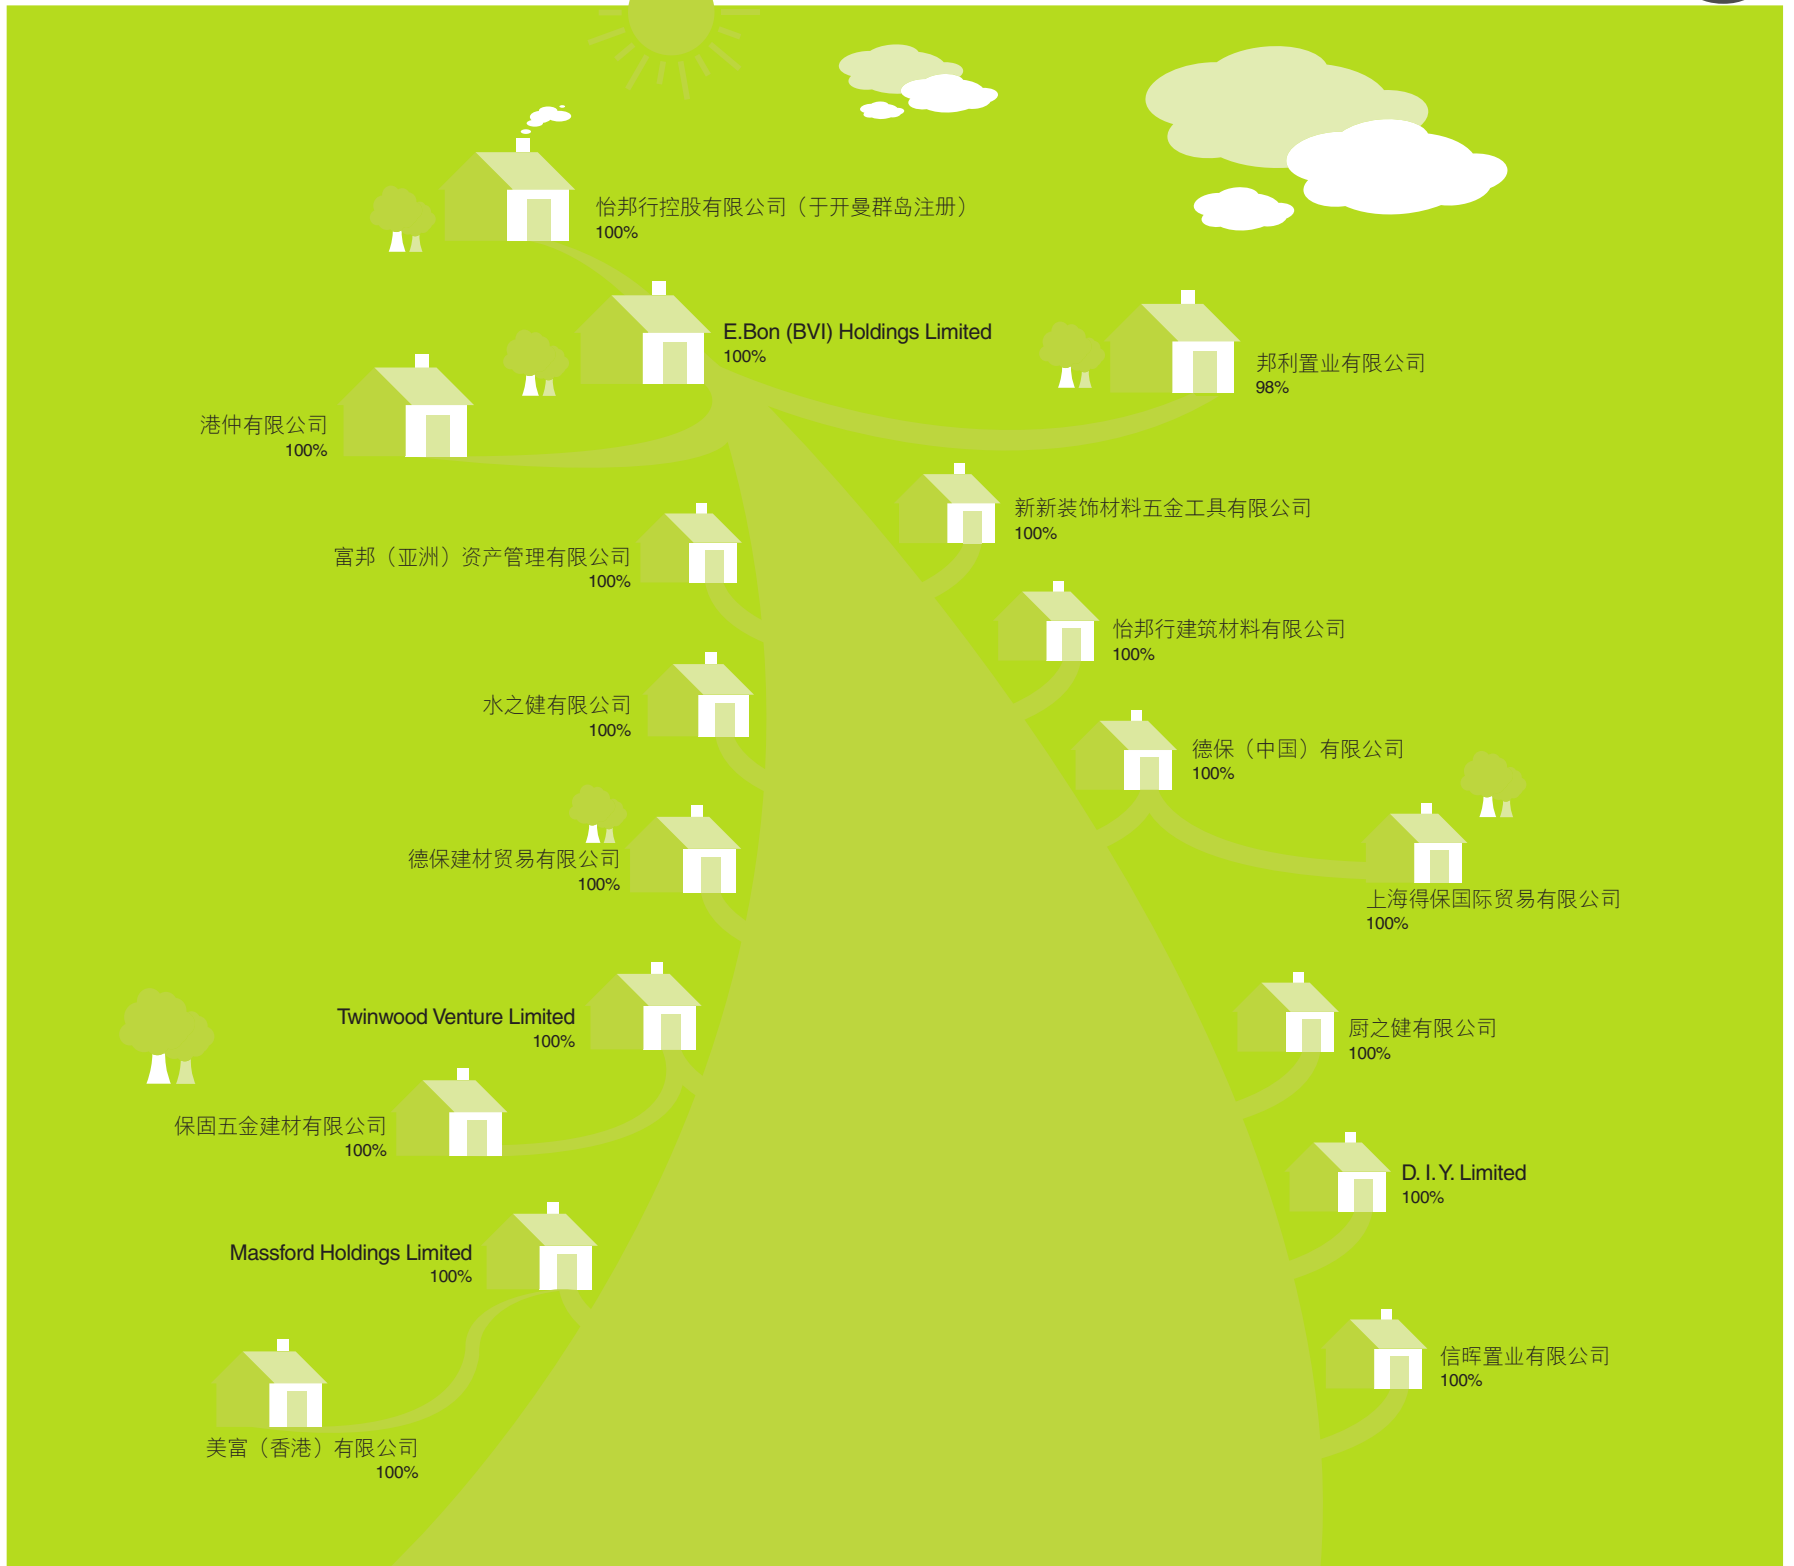 怡邦行控股有限公司（于开曼群岛注册）
100%
E.Bon (BVI) Holdings Limited
100%
邦利置业有限公司
98%
港仲有限公司
100%
新新装饰材料五金工具有限公司
100%
富邦（亚洲）资产管理有限公司
100%
怡邦行建筑材料有限公司
100%
水之健有限公司
100%
德保（中国）有限公司
100%
德保建材贸易有限公司
100%
上海得保国际贸易有限公司
100%
Twinwood Venture Limited
100%
厨之健有限公司
100%
保固五金建材有限公司
100%
D. I. Y. Limited
100%
Massford Holdings Limited
100%
信晖置业有限公司
100%
美富（香港）有限公司
100%